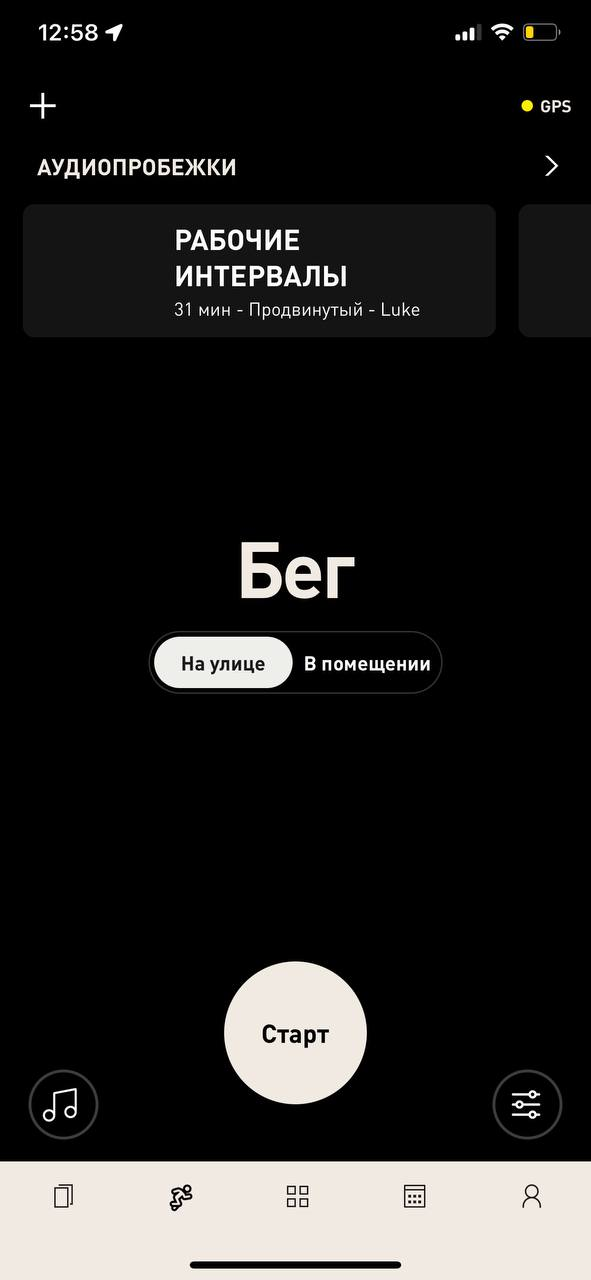 12:58
GPS
АУДИОПРОБЕЖКИ
РАБОЧИЕ
ИНТЕРВАЛЫ
31 мин - Продвинутый - Luke
Бег
На улице
В помещении
Старт